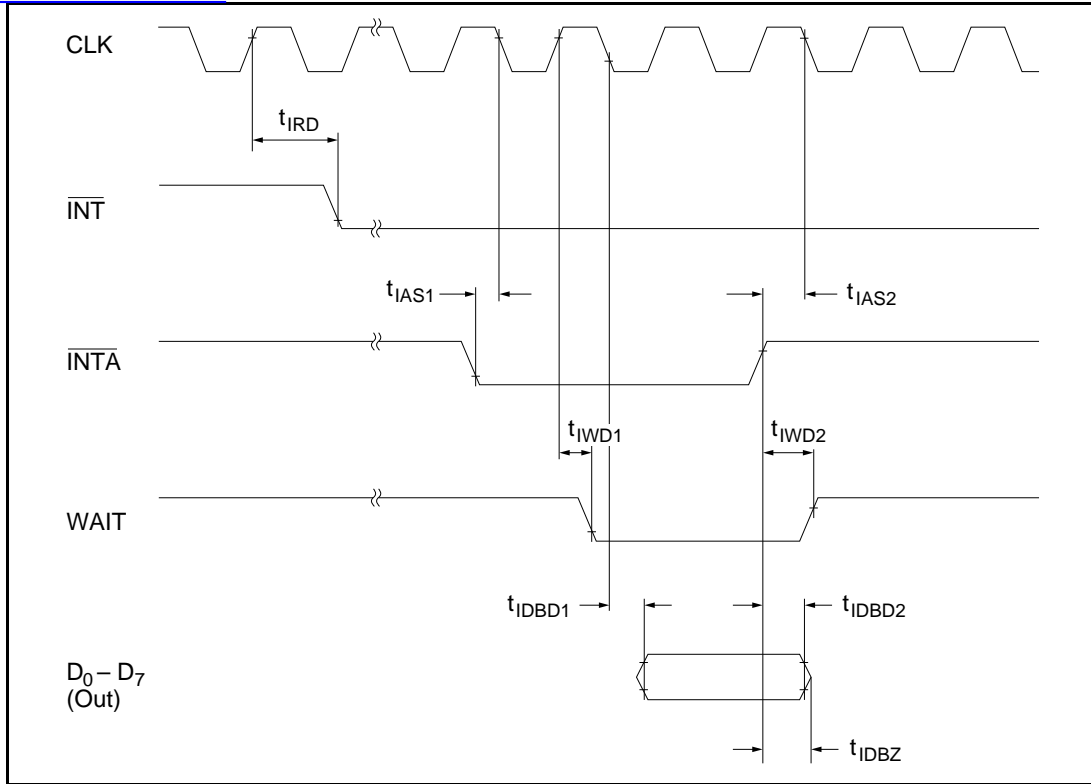 CLK
tIRD
INT
tIAS1
tIAS2
INTA
tIWD1
tIWD2
WAIT
tIDBD1
tIDBD2
D0 – D7
(Out)
tIDBZ